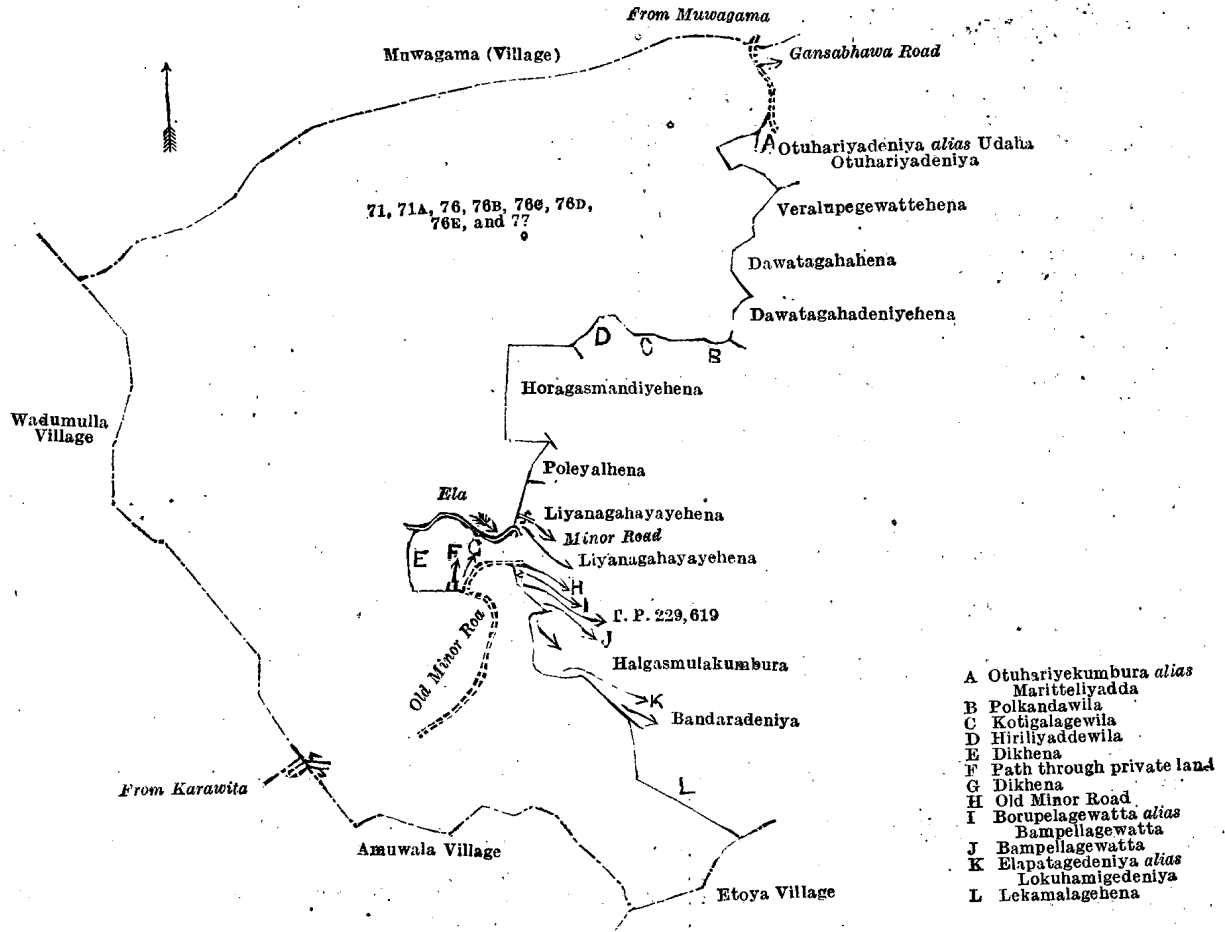 From Muwagama
Muwagama (Village)
Gansabhawa Road
A
Otuhariyadeniya alias Udaha
Otuhariyadeniya
71, 71A, 76, 76B, 76C, 76D,
76E, and 77
Veralupegewattehena
Dawatagahahena
Dawatagahadeniyehena
D
C
B
Horagasmandiyehena
Wadumulla
Village
Poleyalhena
Ela
Liyanagahayayehena
Minor Road
Liyanagahayayehena
E
F
G
H
I
T. P. 229,619
J
Old Minor Roa
Halgasmulakumbura
K
Bandaradeniya
From Karawita
L
Amuwala Village
Etoya Village
A Otuhariyekumbura alias
Maritteliyadda
B Polkandawila
C Kotigalagewila
D Hiriliyaddewila
E Dikhena
F Path through private land
G Dikhena
H Old Minor Road
I Borupelagewatta alias
Bampellagewatta
J Bampellagewatta
K Elapatagedeniya alias
Lokuhamigedeniya
L Lekamalagehena